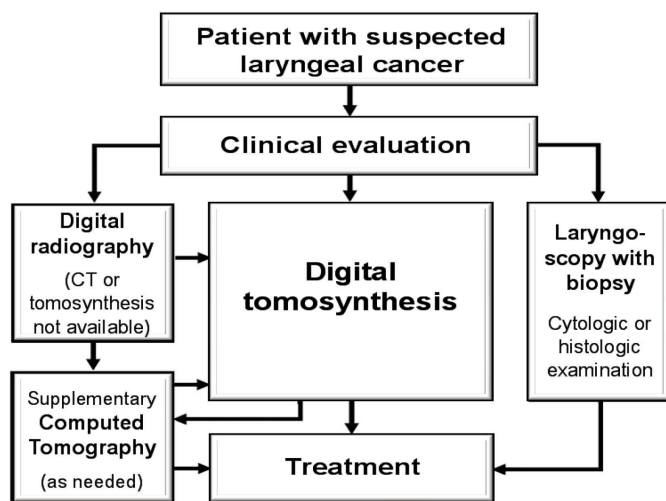 Patient with suspected
laryngeal cancer
Clinical evaluation
Digital
radiography
(CT or
tomosynthesis
not available)
Digital
tomosynthesis
Laryngo-
scopy with
biopsy
Cytologic or
histologic
examination
Supplementary
Computed
Tomography
(as needed)
Treatment